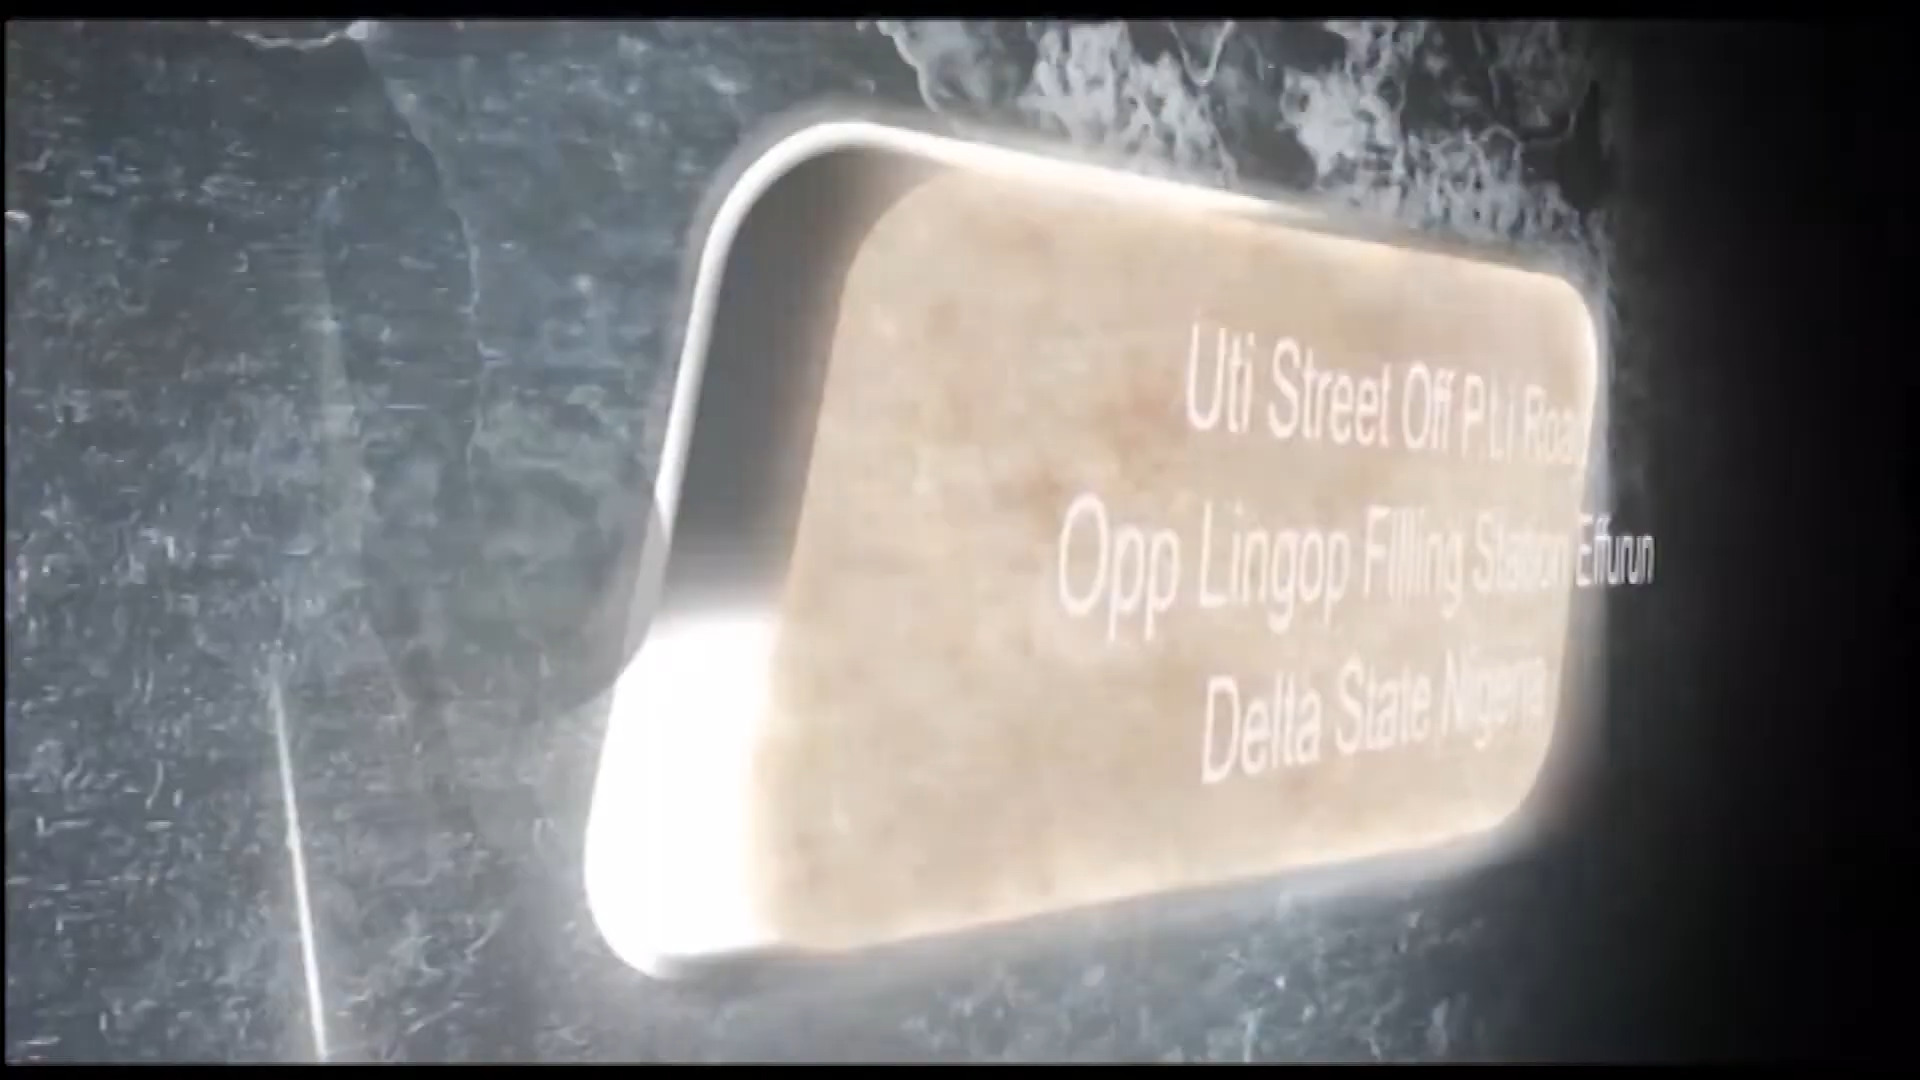 Uti Street Off P.t.i Road
Opp Lingop Filling Station Effurun
Delta State Nigeria